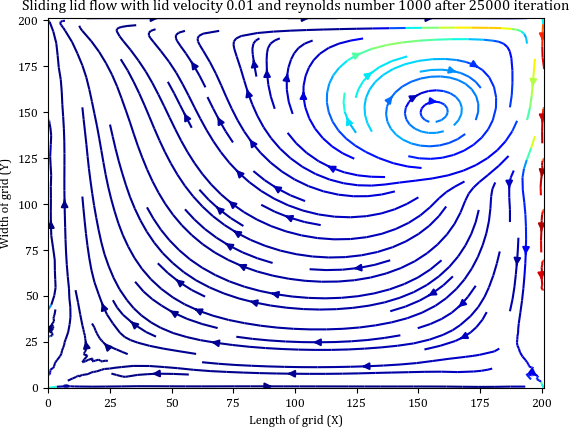 Sliding lid flow with lid velocity 0.01 and reynolds number 1000 after 25000 iteration
200
175
150
125
100
75
50
25
0
Width of grid (Y)
0 25 50 75 100 125 150 175 200
Length of grid (X)